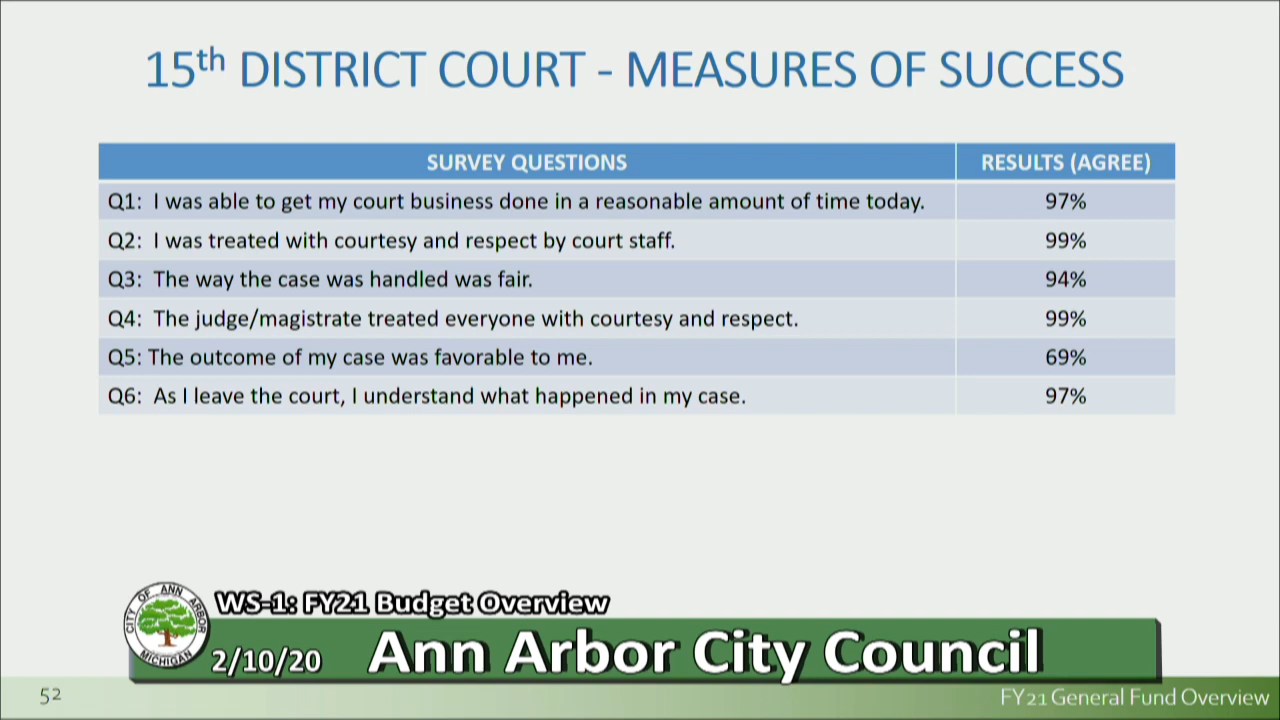 15th DISTRICT COURT - MEASURES OF SUCCESS
SURVEY QUESTIONS RESULTS (AGREE)
Q1: I was able to get my court business done in a reasonable amount of time today. 97%
Q2: I was treated with courtesy and respect by court staff. 99%
Q3: The way the case was handled was fair. 94%
Q4: The judge/magistrate treated everyone with courtesy and respect. 99%
Q5: The outcome of my case was favorable to me. 69%
Q6: As I leave the court, I understand what happened in my case. 97%
CITY OF ANN ARBOR
MICHIGAN
WS-1: FY21 Budget Overview
2/10/20 Ann Arbor City Council
52 FY21 General Fund Overview